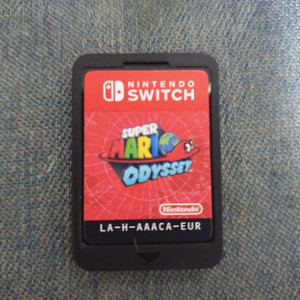 NINTENDO
SWITCH
SUPER
MARIO
ODYSSEY
Nintendo
LA-H-AAACA-EUR